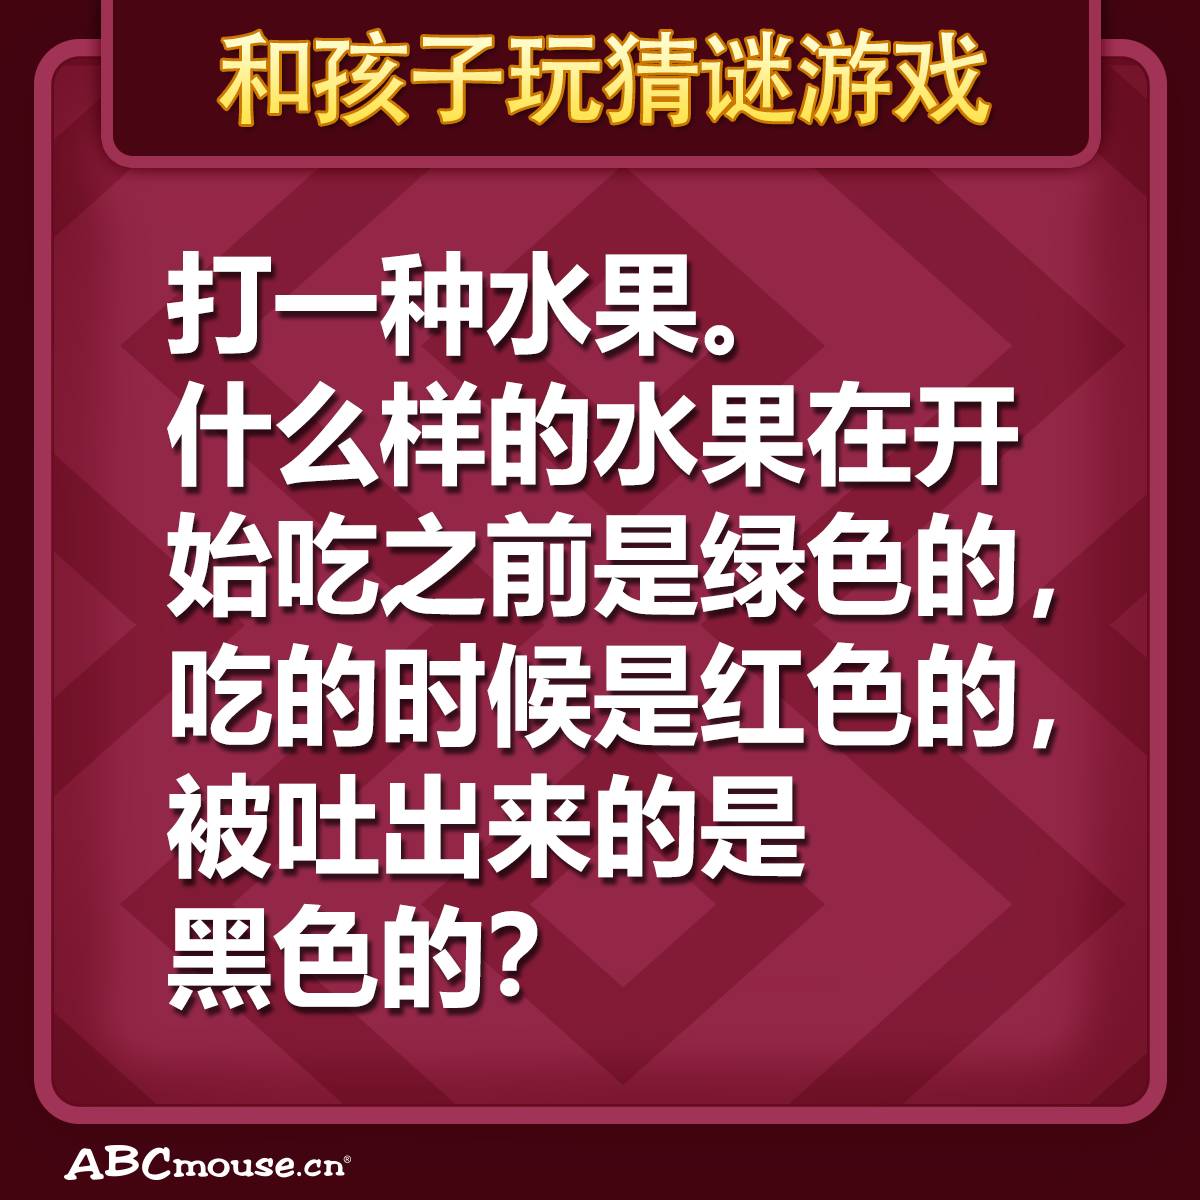 和孩子玩猜谜游戏
打一种水果。
什么样的水果在开
始吃之前是绿色的，
吃的时候是红色的，
被吐出来的是
黑色的？
ABCmouse.cn®